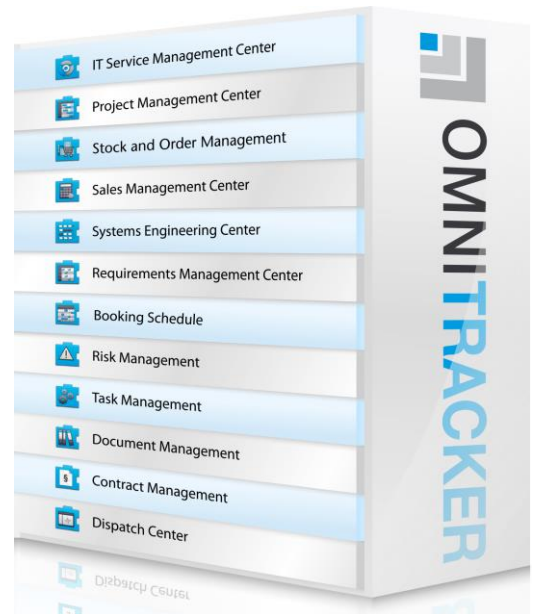 IT Service Management Center
Project Management Center
Stock and Order Management
Sales Management Center
Systems Engineering Center
Requirements Management Center
Booking Schedule
Risk Management
Task Management
Document Management
Contract Management
Dispatch Center
OMNITRACKER
Dispatch Center